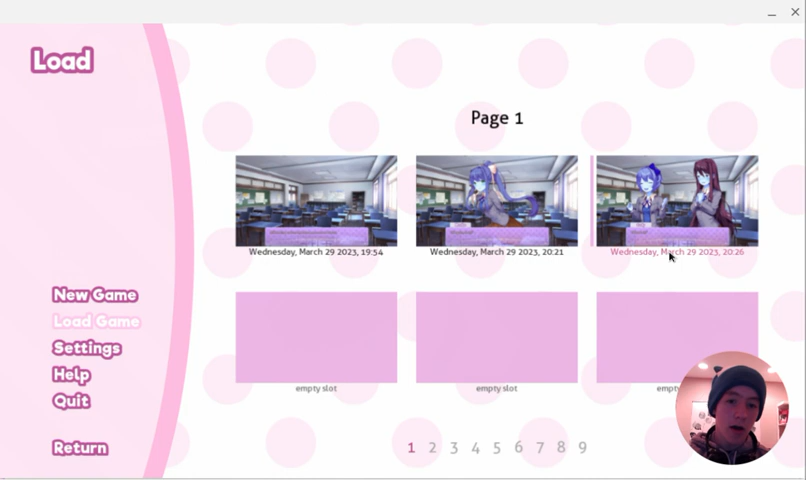 Load
Page 1
Wednesday, March 29 2023, 19:54
Wednesday, March 29 2023, 20:21
Wednesday, March 29 2023, 20:26
New Game
Load Game
Settings
Help
Quit
Return
empty slot
empty slot
empty
1 2 3 4 5 6 7 8 9